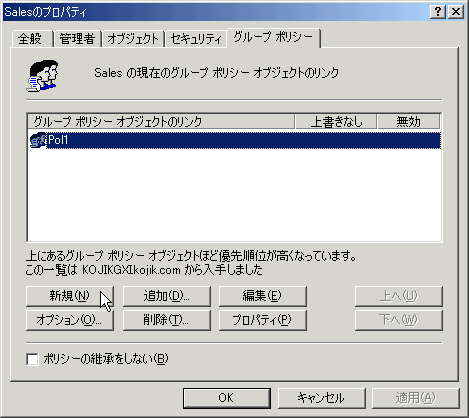 Salesのプロパティ
全般 管理者 オブジェクト セキュリティ グループ ポリシー
Sales の現在のグループ ポリシー オブジェクトのリンク
グループ ポリシー オブジェクトのリンク 上書きなし 無効
Pol1
上にあるグループ ポリシー オブジェクトほど優先順位が高くなっています。
この一覧は KOJIKGXI.kojik.com から入手しました
新規(N) 追加(D)... 編集(E) 上へ(U)
オプション(O)... 削除(T)... プロパティ(P) 下へ(W)
ポリシーの継承をしない(B)
OK キャンセル 適用(A)